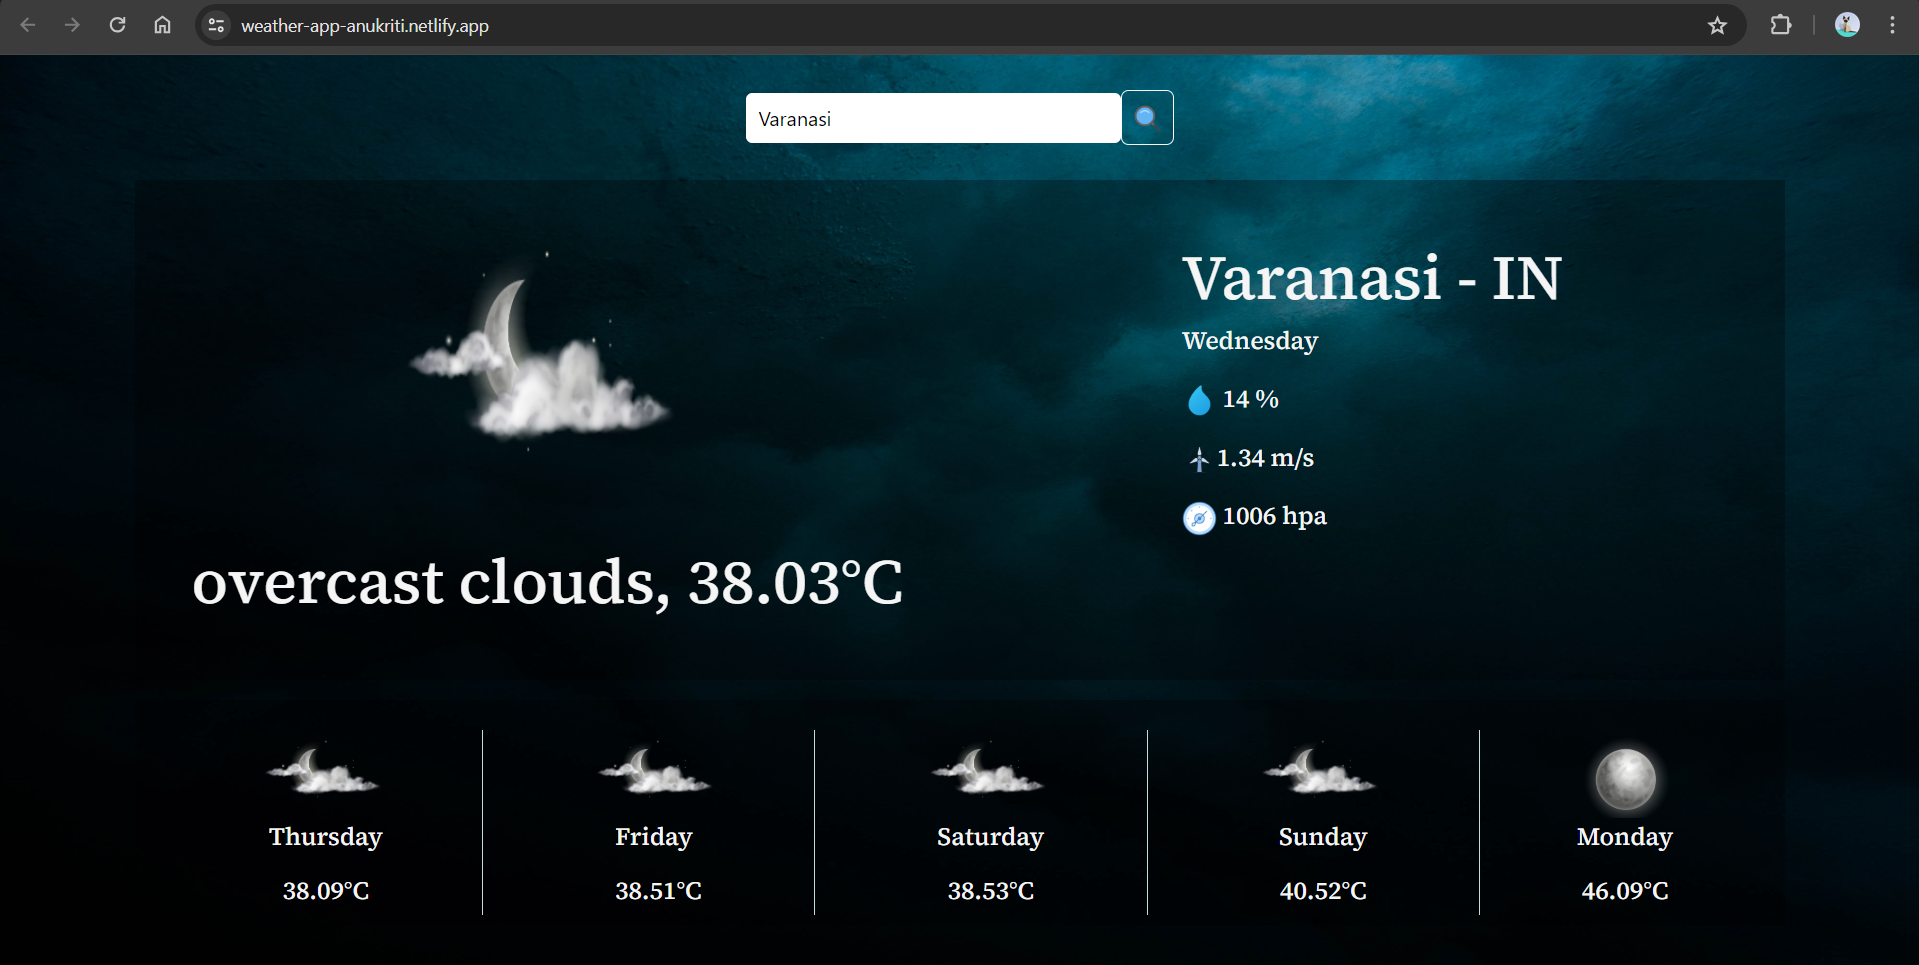 weather-app-anukriti.netlify.app
Varanasi
Varanasi - IN
Wednesday
14 %
1.34 m/s
1006 hpa
overcast clouds, 38.03°C
Thursday
38.09°C
Friday
38.51°C
Saturday
38.53°C
Sunday
40.52°C
Monday
46.09°C